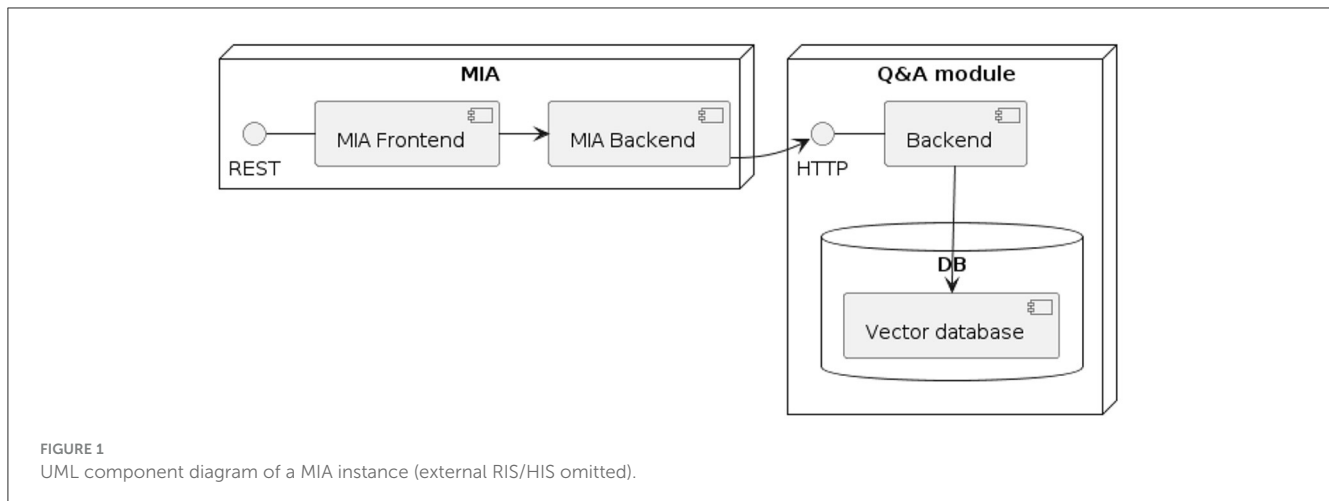 MIA
Q&A module
MIA Frontend
MIA Backend
Backend
REST
HTTP
DB
Vector database
FIGURE 1
UML component diagram of a MIA instance (external RIS/HIS omitted).